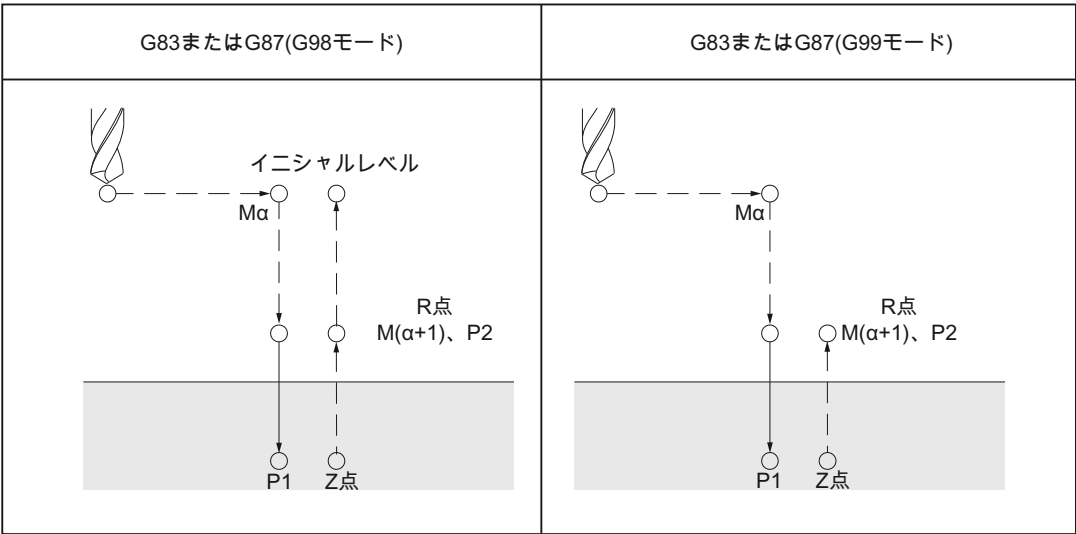 G83またはG87(G98モード)
G83またはG87(G99モード)
イニシャルレベル
Mα
R点
M(α+1)、P2
P1
Z点
Mα
R点
M(α+1)、P2
P1
Z点